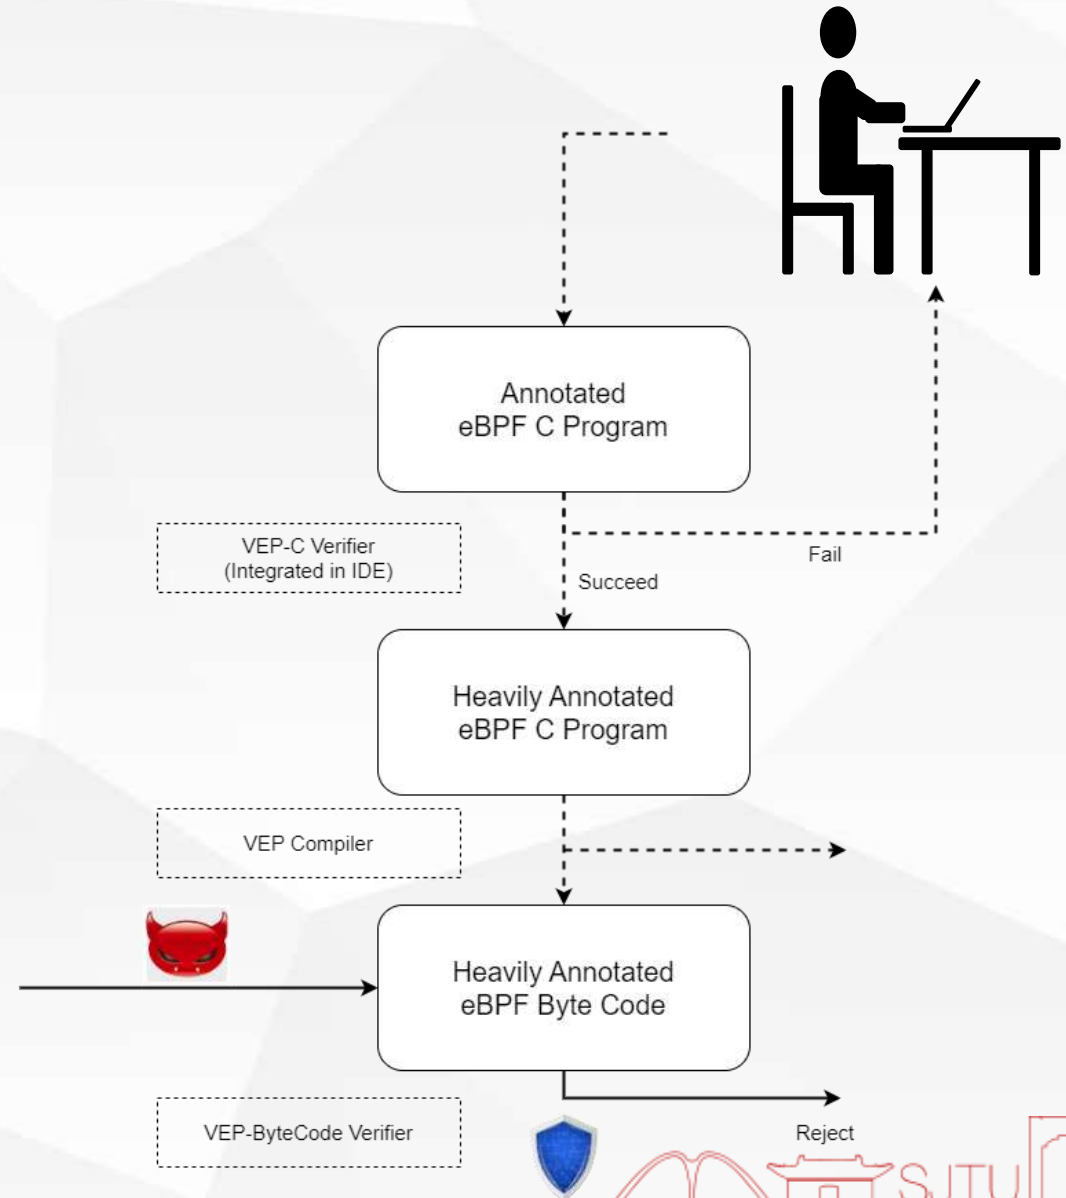 Annotated
eBPF C Program
VEP-C Verifier
(Integrated in IDE)
Fail
Succeed
Heavily Annotated
eBPF C Program
VEP Compiler
Heavily Annotated
eBPF Byte Code
VEP-ByteCode Verifier
Reject
SJTU